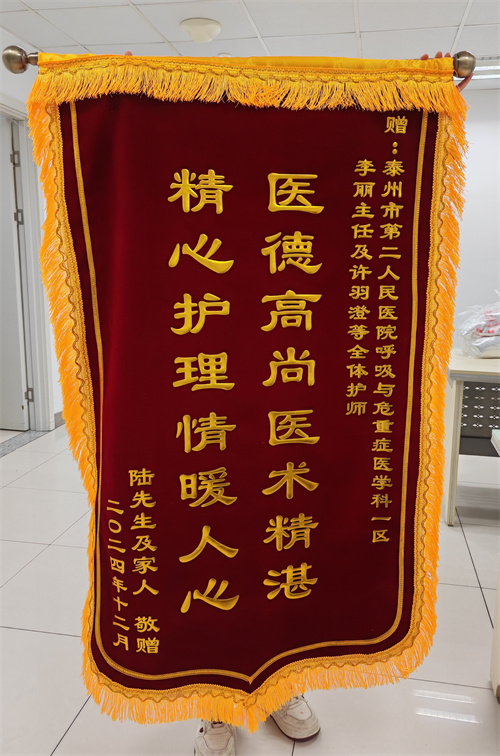 赠：泰州市第二人民医院呼吸与危重症医学科一区
李丽主任及许羽澄等全体护师
医德高尚医术精湛
精心护理情暖人心
陆先生及家人 敬赠
二〇二四年十二月